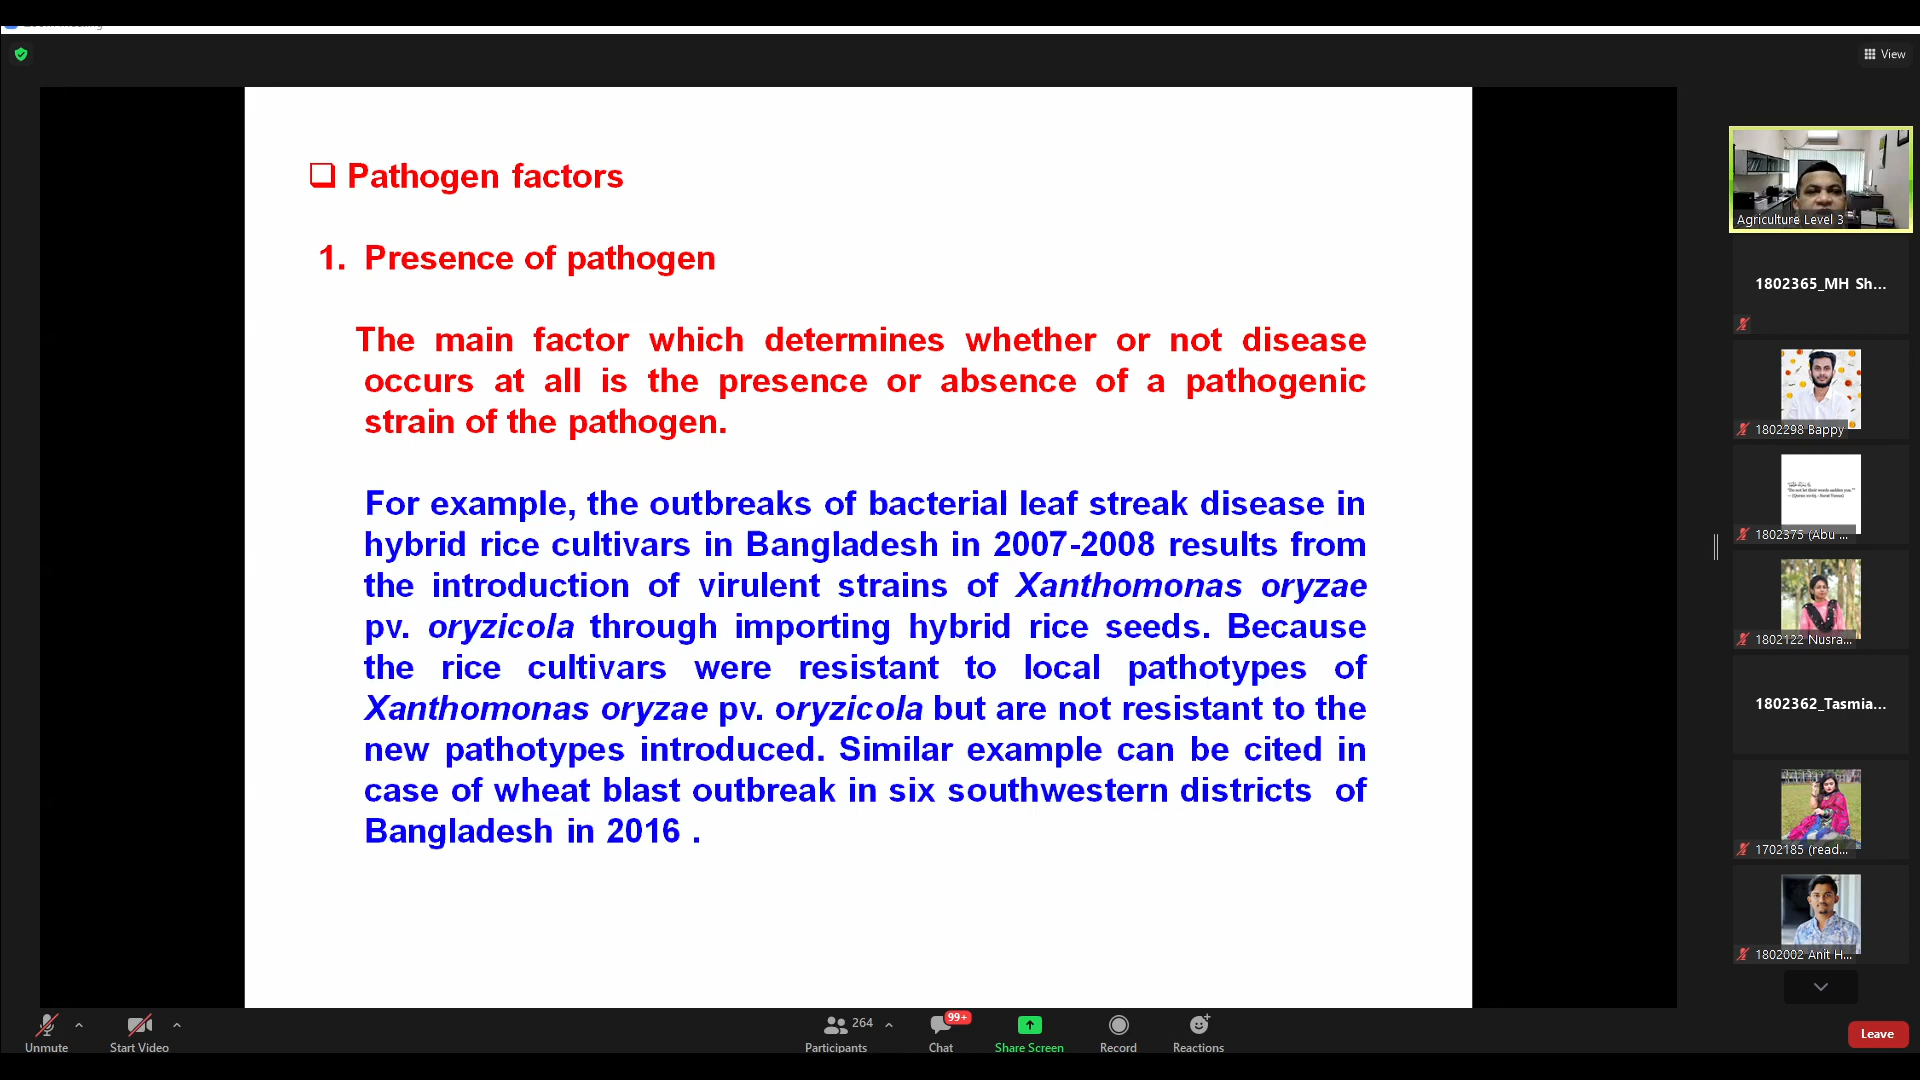 View
❑ Pathogen factors
1. Presence of pathogen
The main factor which determines whether or not disease
occurs at all is the presence or absence of a pathogenic
strain of the pathogen.
For example, the outbreaks of bacterial leaf streak disease in
hybrid rice cultivars in Bangladesh in 2007-2008 results from
the introduction of virulent strains of Xanthomonas oryzae
pv. oryzicola through importing hybrid rice seeds. Because
the rice cultivars were resistant to local pathotypes of
Xanthomonas oryzae pv. oryzicola but are not resistant to the
new pathotypes introduced. Similar example can be cited in
case of wheat blast outbreak in six southwestern districts of
Bangladesh in 2016 .
Agriculture Level 3
1802365_MH Sh...
1802298 Bappy
1802375 (Abu ...
1802122 Nusra...
1802362_Tasmia...
1702185 (read...
1802002 Anit H...
Unmute
Start Video
264
Participants
99+
Chat
Share Screen
Record
Reactions
Leave